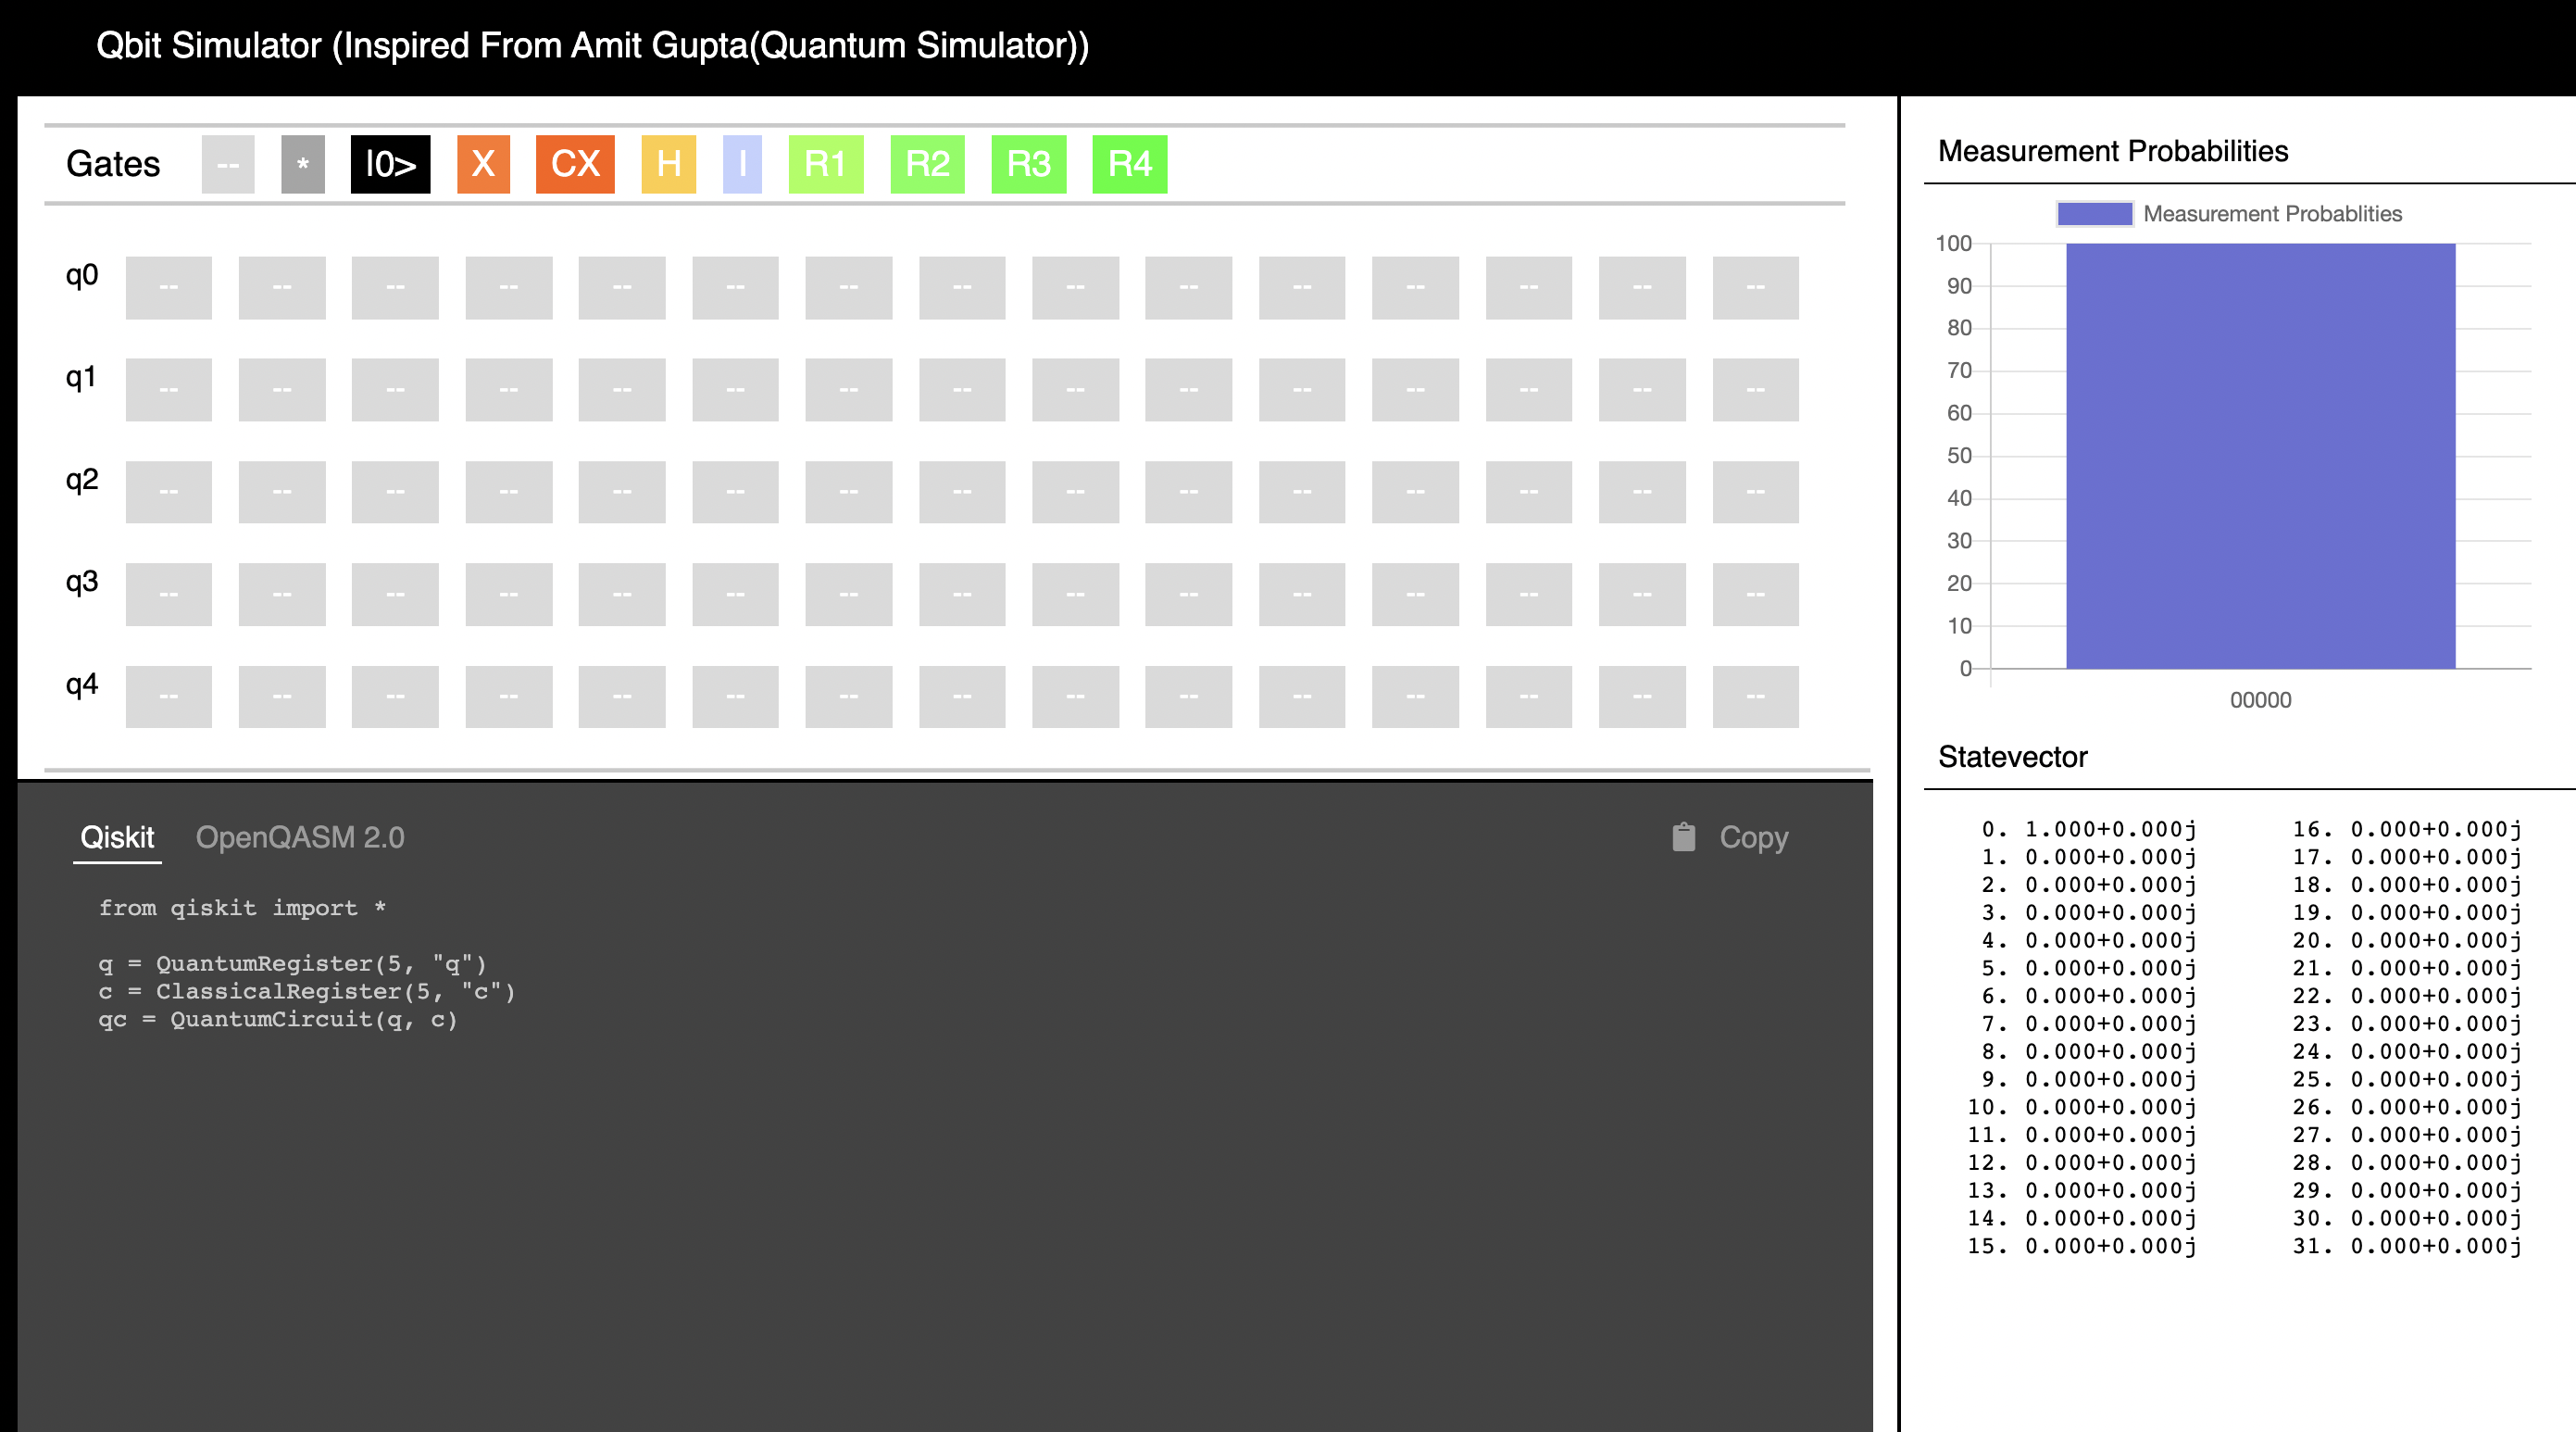 Qbit Simulator (Inspired From Amit Gupta(Quantum Simulator))
Gates -- * |0> X CX H I R1 R2 R3 R4
q0 -- -- -- -- -- -- -- -- -- -- -- -- -- -- --
q1 -- -- -- -- -- -- -- -- -- -- -- -- -- -- --
q2 -- -- -- -- -- -- -- -- -- -- -- -- -- -- --
q3 -- -- -- -- -- -- -- -- -- -- -- -- -- -- --
q4 -- -- -- -- -- -- -- -- -- -- -- -- -- -- --
Qiskit OpenQASM 2.0 Copy
from qiskit import *
q = QuantumRegister(5, "q")
c = ClassicalRegister(5, "c")
qc = QuantumCircuit(q, c)
Measurement Probabilities
Measurement Probablities
100
90
80
70
60
50
40
30
20
10
0
00000
Statevector
0. 1.000+0.000j 16. 0.000+0.000j
1. 0.000+0.000j 17. 0.000+0.000j
2. 0.000+0.000j 18. 0.000+0.000j
3. 0.000+0.000j 19. 0.000+0.000j
4. 0.000+0.000j 20. 0.000+0.000j
5. 0.000+0.000j 21. 0.000+0.000j
6. 0.000+0.000j 22. 0.000+0.000j
7. 0.000+0.000j 23. 0.000+0.000j
8. 0.000+0.000j 24. 0.000+0.000j
9. 0.000+0.000j 25. 0.000+0.000j
10. 0.000+0.000j 26. 0.000+0.000j
11. 0.000+0.000j 27. 0.000+0.000j
12. 0.000+0.000j 28. 0.000+0.000j
13. 0.000+0.000j 29. 0.000+0.000j
14. 0.000+0.000j 30. 0.000+0.000j
15. 0.000+0.000j 31. 0.000+0.000j